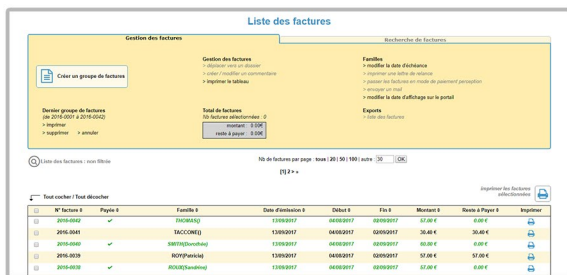 Liste des factures
Gestion des factures
Recherche de factures
Créer un groupe de factures
Gestion des factures
> déplacer vers un dossier
> créer / modifier un commentaire
> imprimer le tableau
Familles
> modifier la date d'échéance
> imprimer une lettre de relance
> passer les factures en mode de paiement perception
> envoyer un mail
> modifier la date d'affichage sur le portail
Dernier groupe de factures
(de 2016-0001 à 2016-0042)
> imprimer
> supprimer > annuler
Total de factures
Nb factures sélectionnées : 0
montant : 0.00€
reste à payer : 0.00€
Exports
> liste des factures
Liste des factures : non filtrée
Nb de factures par page : tous | 20 | 50 | 100 | autre : 30 OK
[1] 2 > »
Imprimer les factures
sélectionnées
Tout cocher / Tout décocher
N° facture Payée Famille Date d'émission Début Fin Montant Reste à Payer Imprimer
2016-0042 THOMAS() 13/09/2017 04/08/2017 02/09/2017 57.00 € 0.00 €
2016-0041 TACCONE() 13/09/2017 04/08/2017 02/09/2017 30.40 € 30.40 €
2016-0040 SMITH(Dorothée) 13/09/2017 04/08/2017 02/09/2017 60.80 € 0.00 €
2016-0039 ROY(Patricia) 13/09/2017 04/08/2017 02/09/2017 57.00 € 57.00 €
2016-0038 ROUX(Sandrine) 13/09/2017 04/08/2017 02/09/2017 57.00 € 0.00 €